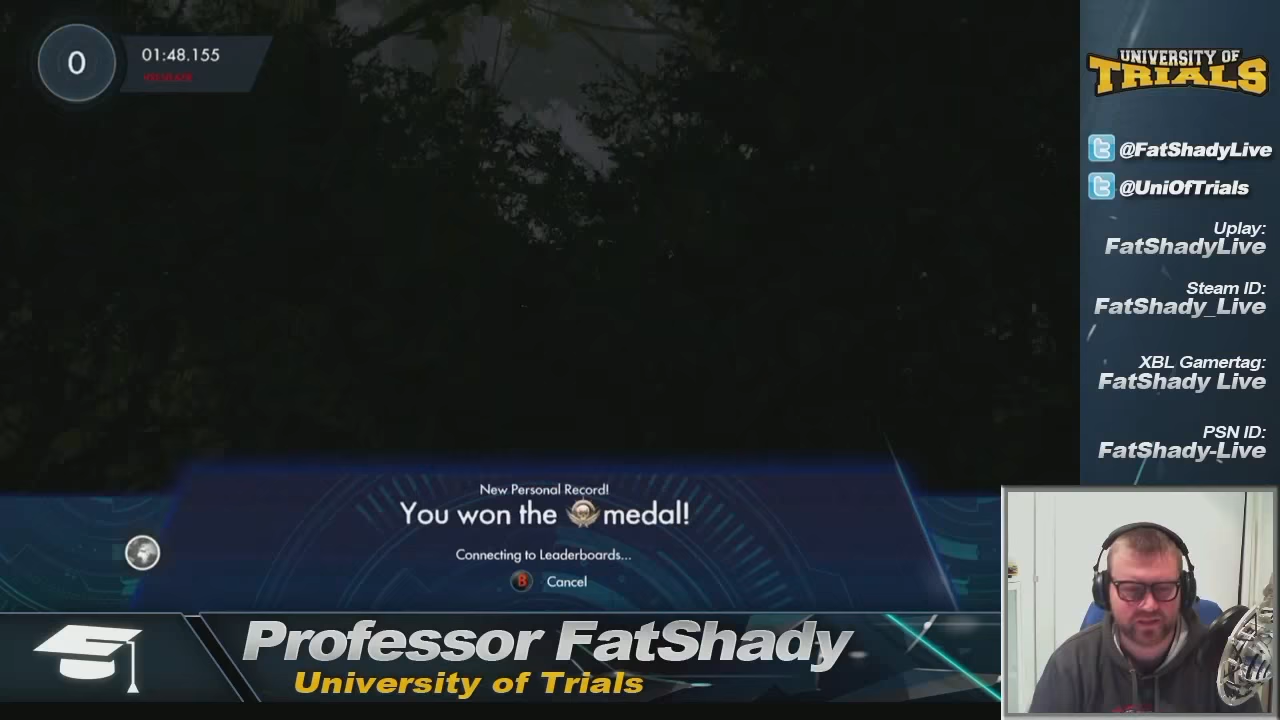 0
01:48.155
UNIVERSITY OF
TRIALS
@FatShadyLive
@UniOfTrials
Uplay:
FatShadyLive
Steam ID:
FatShady_Live
XBL Gamertag:
FatShady Live
PSN ID:
FatShady-Live
New Personal Record!
You won the medal!
Connecting to Leaderboards...
B Cancel
Professor FatShady
University of Trials